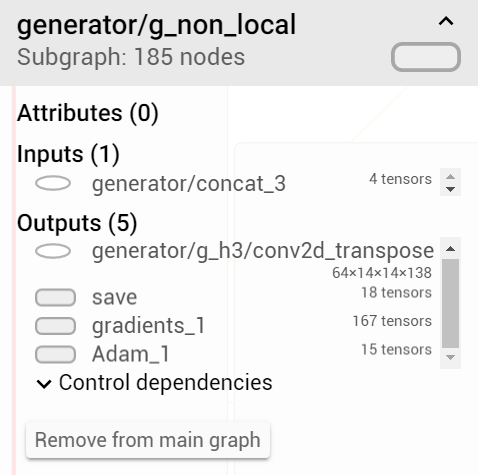 generator/g_non_local
Subgraph: 185 nodes
Attributes (0)
Inputs (1)
generator/concat_3 4 tensors
Outputs (5)
generator/g_h3/conv2d_transpose
64×14×14×138
save 18 tensors
gradients_1 167 tensors
Adam_1 15 tensors
Control dependencies
Remove from main graph